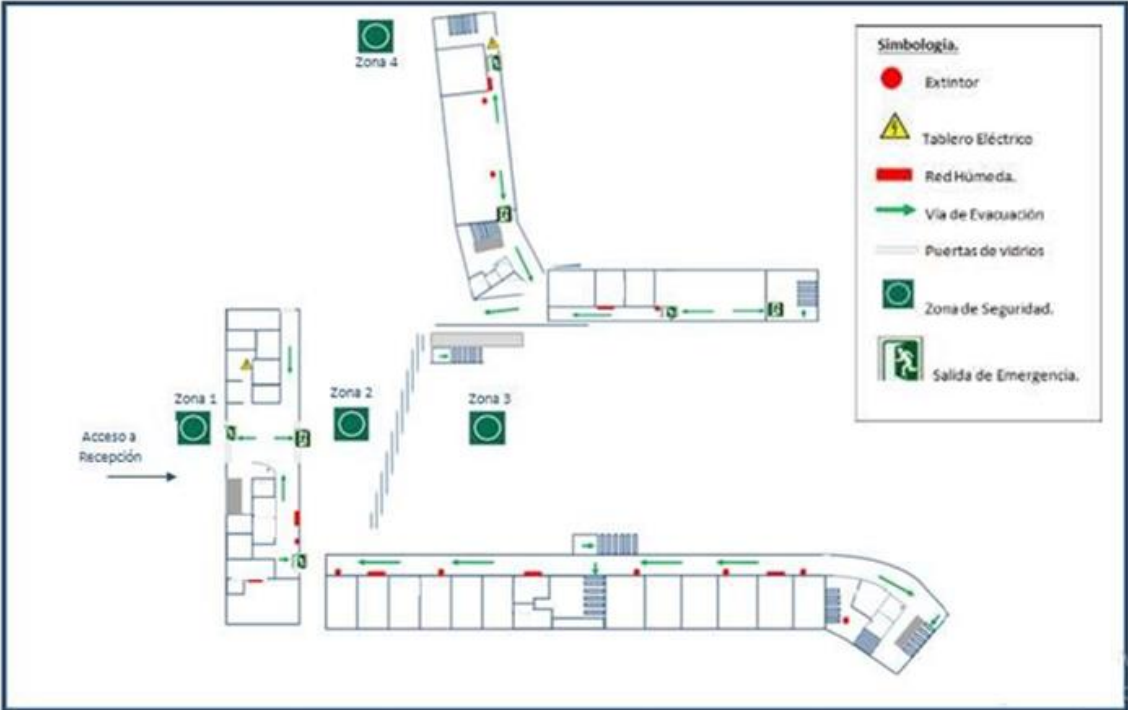 Zona 4
Simbología.
Extintor
Tablero Eléctrico
Red Húmeda.
Vía de Evacuación
Puertas de vidrios
Zona de Seguridad.
Salida de Emergencia.
Zona 1
Zona 2
Zona 3
Acceso a
Recepción